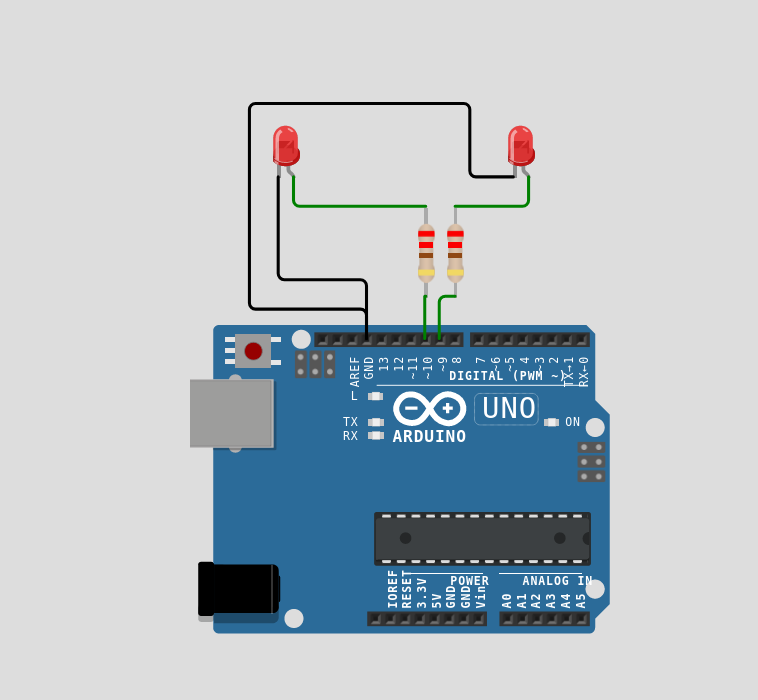 AREF
GND
13
12
~11
~10
~9
8
7
~6
~5
4
~3
2
TX→1
RX←0
DIGITAL (PWM ~)
L
TX
RX
UNO
ON
ARDUINO
POWER
ANALOG IN
IOREF
RESET
3.3V
5V
GND
GND
Vin
A0
A1
A2
A3
A4
A5